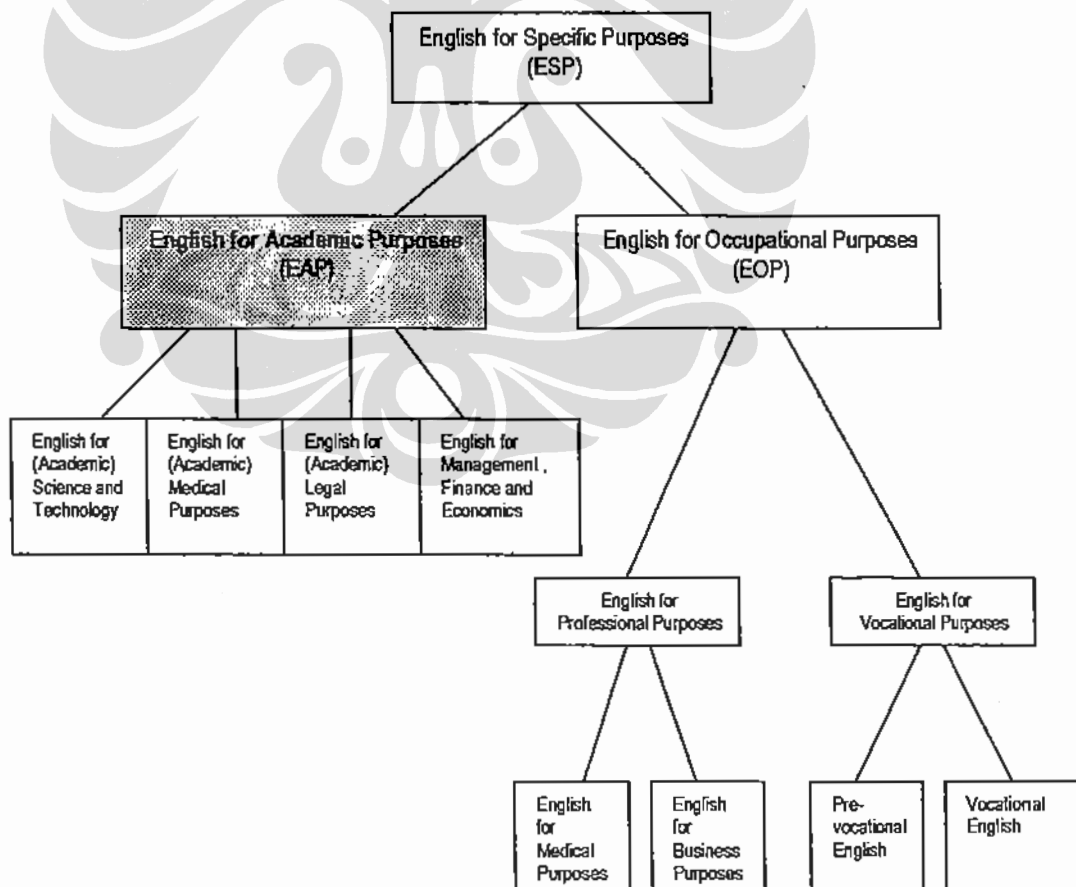 English for Specific Purposes
(ESP)
English for Academic Purposes
(EAP)
English for Occupational Purposes
(EOP)
English for
(Academic)
Science and
Technology
English for
(Academic)
Medical
Purposes
English for
(Academic)
Legal
Purposes
English for
Management,
Finance and
Economics
English for
Professional Purposes
English for
Vocational Purposes
English
for
Medical
Purposes
English
for
Business
Purposes
Pre-
vocational
English
Vocational
English